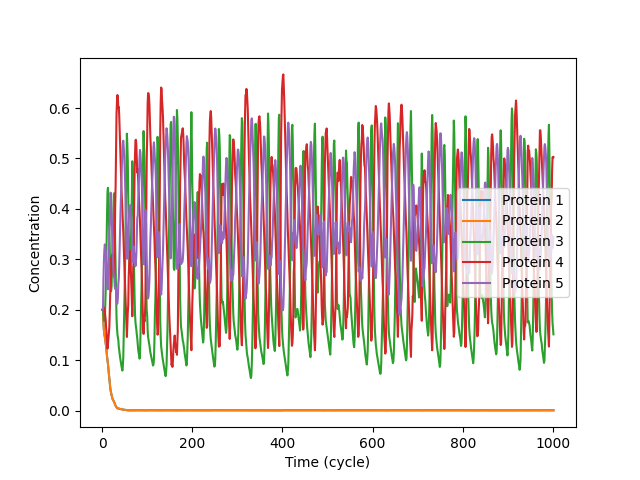 0.6
0.5
0.4
0.3
0.2
0.1
0.0
Concentration
0
200
400
600
800
1000
Time (cycle)
Protein 1
Protein 2
Protein 3
Protein 4
Protein 5